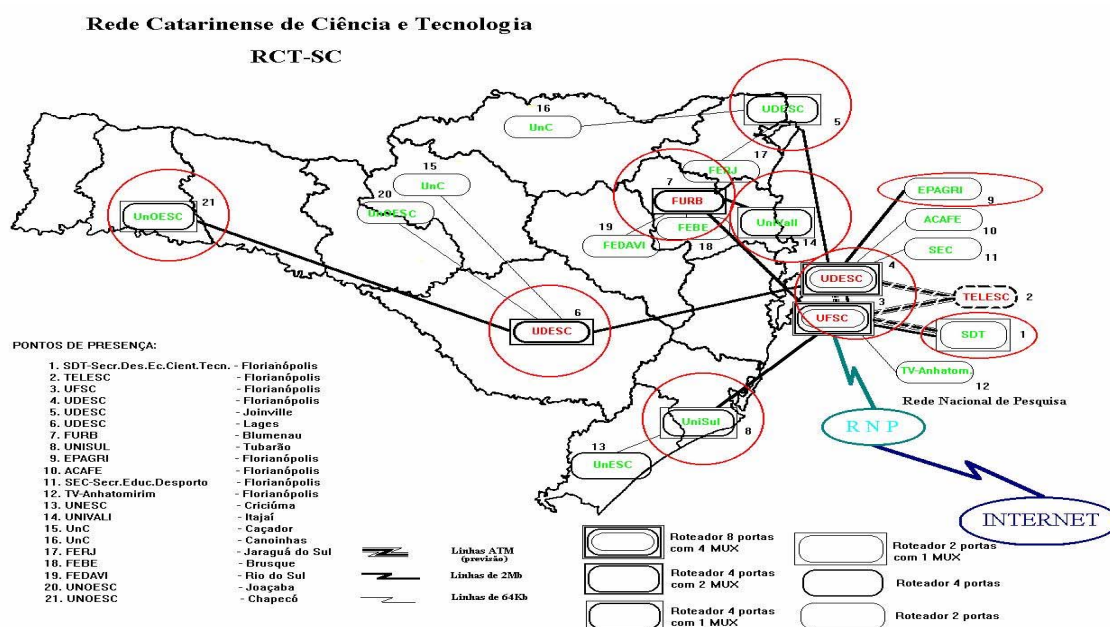 Rede Catarinense de Ciência e Tecnologia
RCT-SC
16
UnC
UDESC
5
15
UnC
17
FERJ
7
FURB
20
UnOESC
21
UnOESC
EPAGRI
9
ACAFE
10
SEC
11
UniVali
14
19
FEDAVI
FEBE
18
4
UDESC
TELESC
2
3
UFSC
SDT
1
6
UDESC
TV-Anhatom.
12
Rede Nacional de Pesquisa
RNP
INTERNET
UniSul
8
13
UnESC
PONTOS DE PRESENÇA:
1. SDT-Secr.Des.Ec.Cient.Tecn. - Florianópolis
2. TELESC - Florianópolis
3. UFSC - Florianópolis
4. UDESC - Florianópolis
5. UDESC - Joinville
6. UDESC - Lages
7. FURB - Blumenau
8. UNISUL - Tubarão
9. EPAGRI - Florianópolis
10. ACAFE - Florianópolis
11. SEC-Secr.Educ.Desporto - Florianópolis
12. TV-Anhatomirim - Florianópolis
13. UNESC - Criciúma
14. UNIVALI - Itajaí
15. UnC - Caçador
16. UnC - Canoinhas
17. FERJ - Jaraguá do Sul
18. FEBE - Brusque
19. FEDAVI - Rio do Sul
20. UNOESC - Joaçaba
21. UNOESC - Chapecó
Linhas ATM
(previsão)
Linhas de 2Mb
Linhas de 64Kb
Roteador 8 portas
com 4 MUX
Roteador 4 portas
com 2 MUX
Roteador 4 portas
com 1 MUX
Roteador 2 portas
com 1 MUX
Roteador 4 portas
Roteador 2 portas